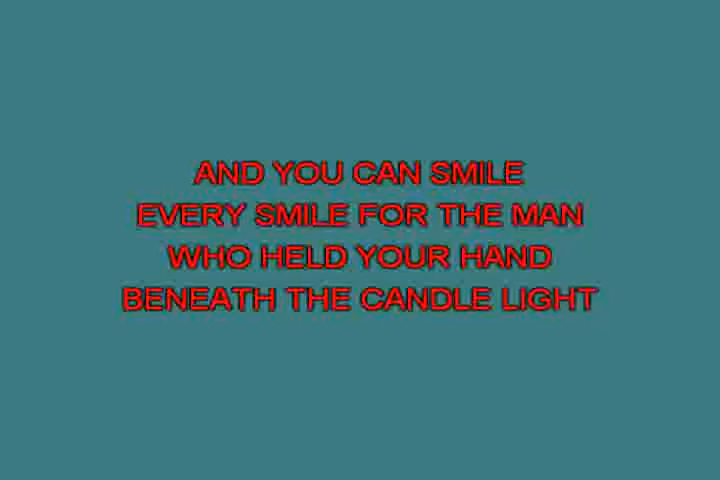 AND YOU CAN SMILE
EVERY SMILE FOR THE MAN
WHO HELD YOUR HAND
BENEATH THE CANDLE LIGHT